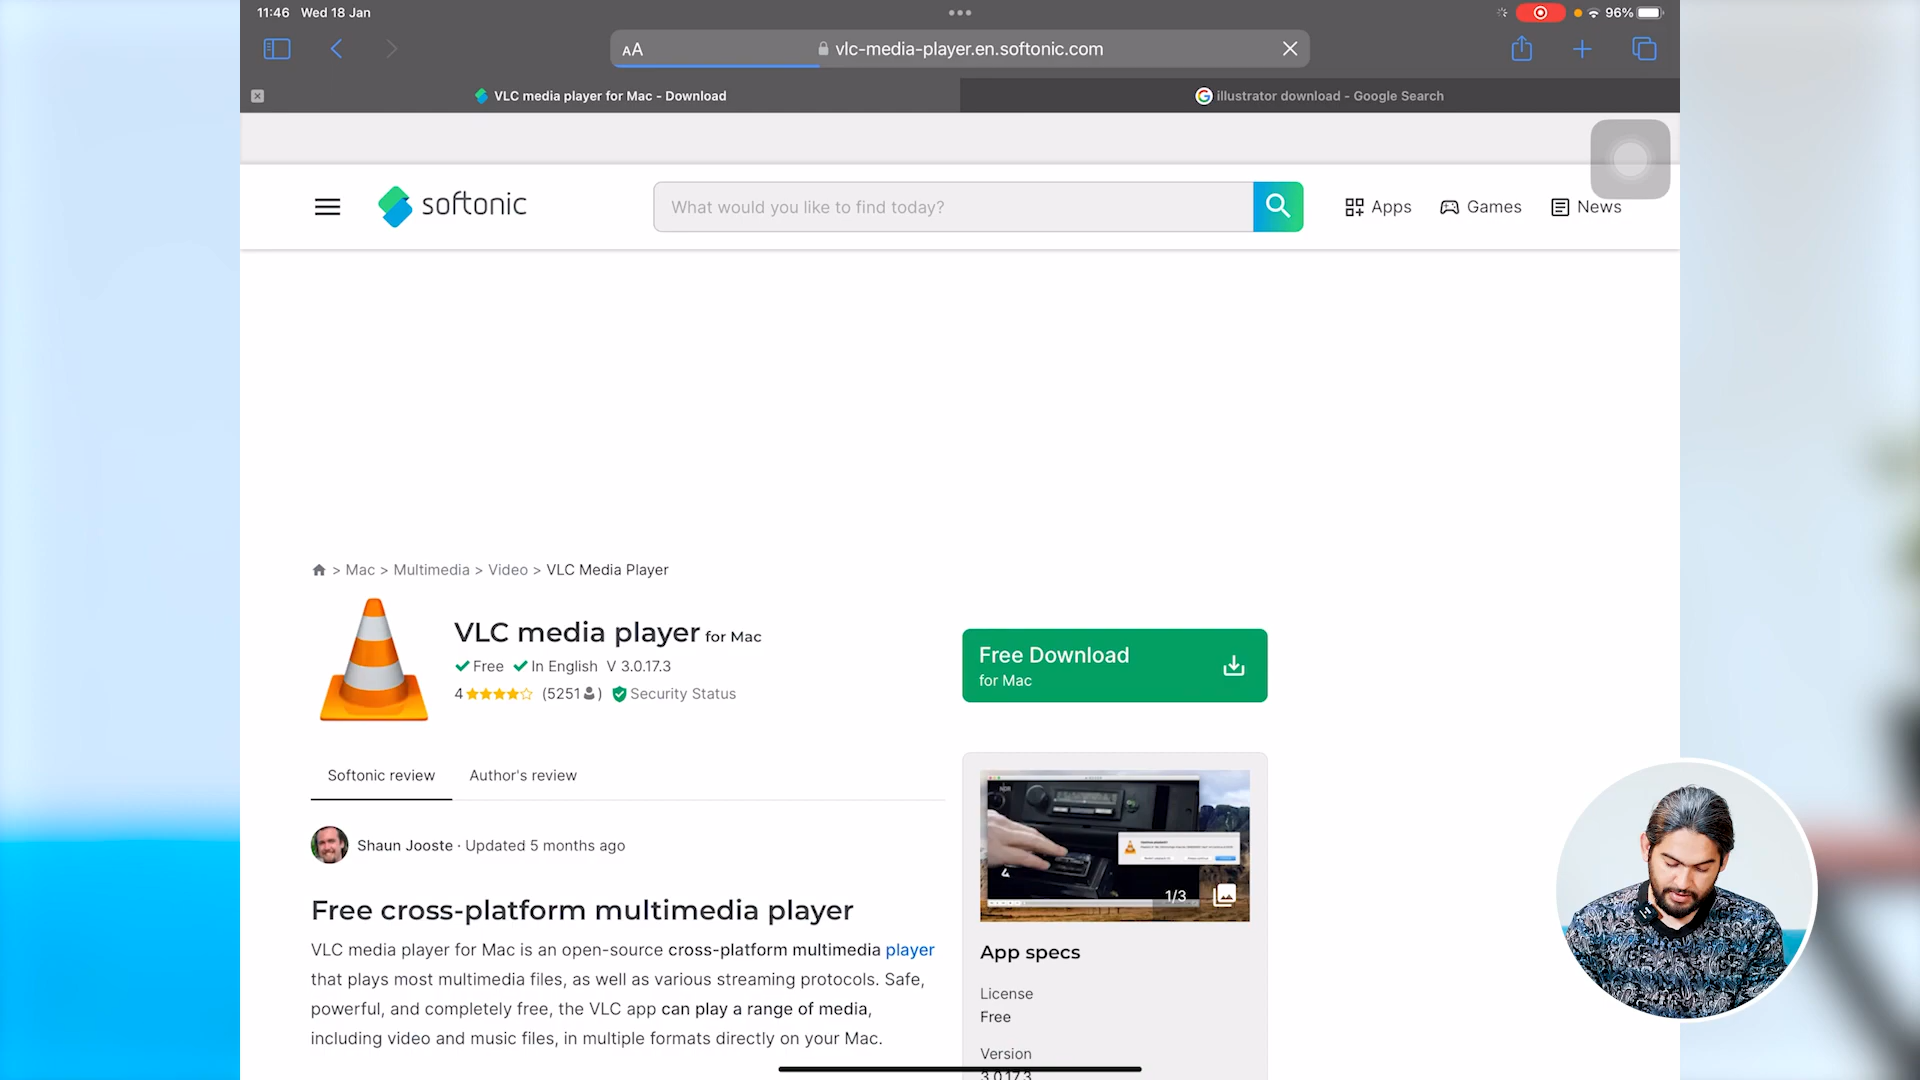 11:46 Wed 18 Jan
96%
AA
vlc-media-player.en.softonic.com
VLC media player for Mac - Download
illustrator download - Google Search
softonic
What would you like to find today?
Apps
Games
News
> Mac > Multimedia > Video > VLC Media Player
VLC media player for Mac
Free In English V 3.0.17.3
4 (5251) Security Status
Free Download
for Mac
Softonic review
Author's review
Shaun Jooste · Updated 5 months ago
Free cross-platform multimedia player
VLC media player for Mac is an open-source cross-platform multimedia player
that plays most multimedia files, as well as various streaming protocols. Safe,
powerful, and completely free, the VLC app can play a range of media,
including video and music files, in multiple formats directly on your Mac.
1/3
App specs
License
Free
Version
3.0.17.3